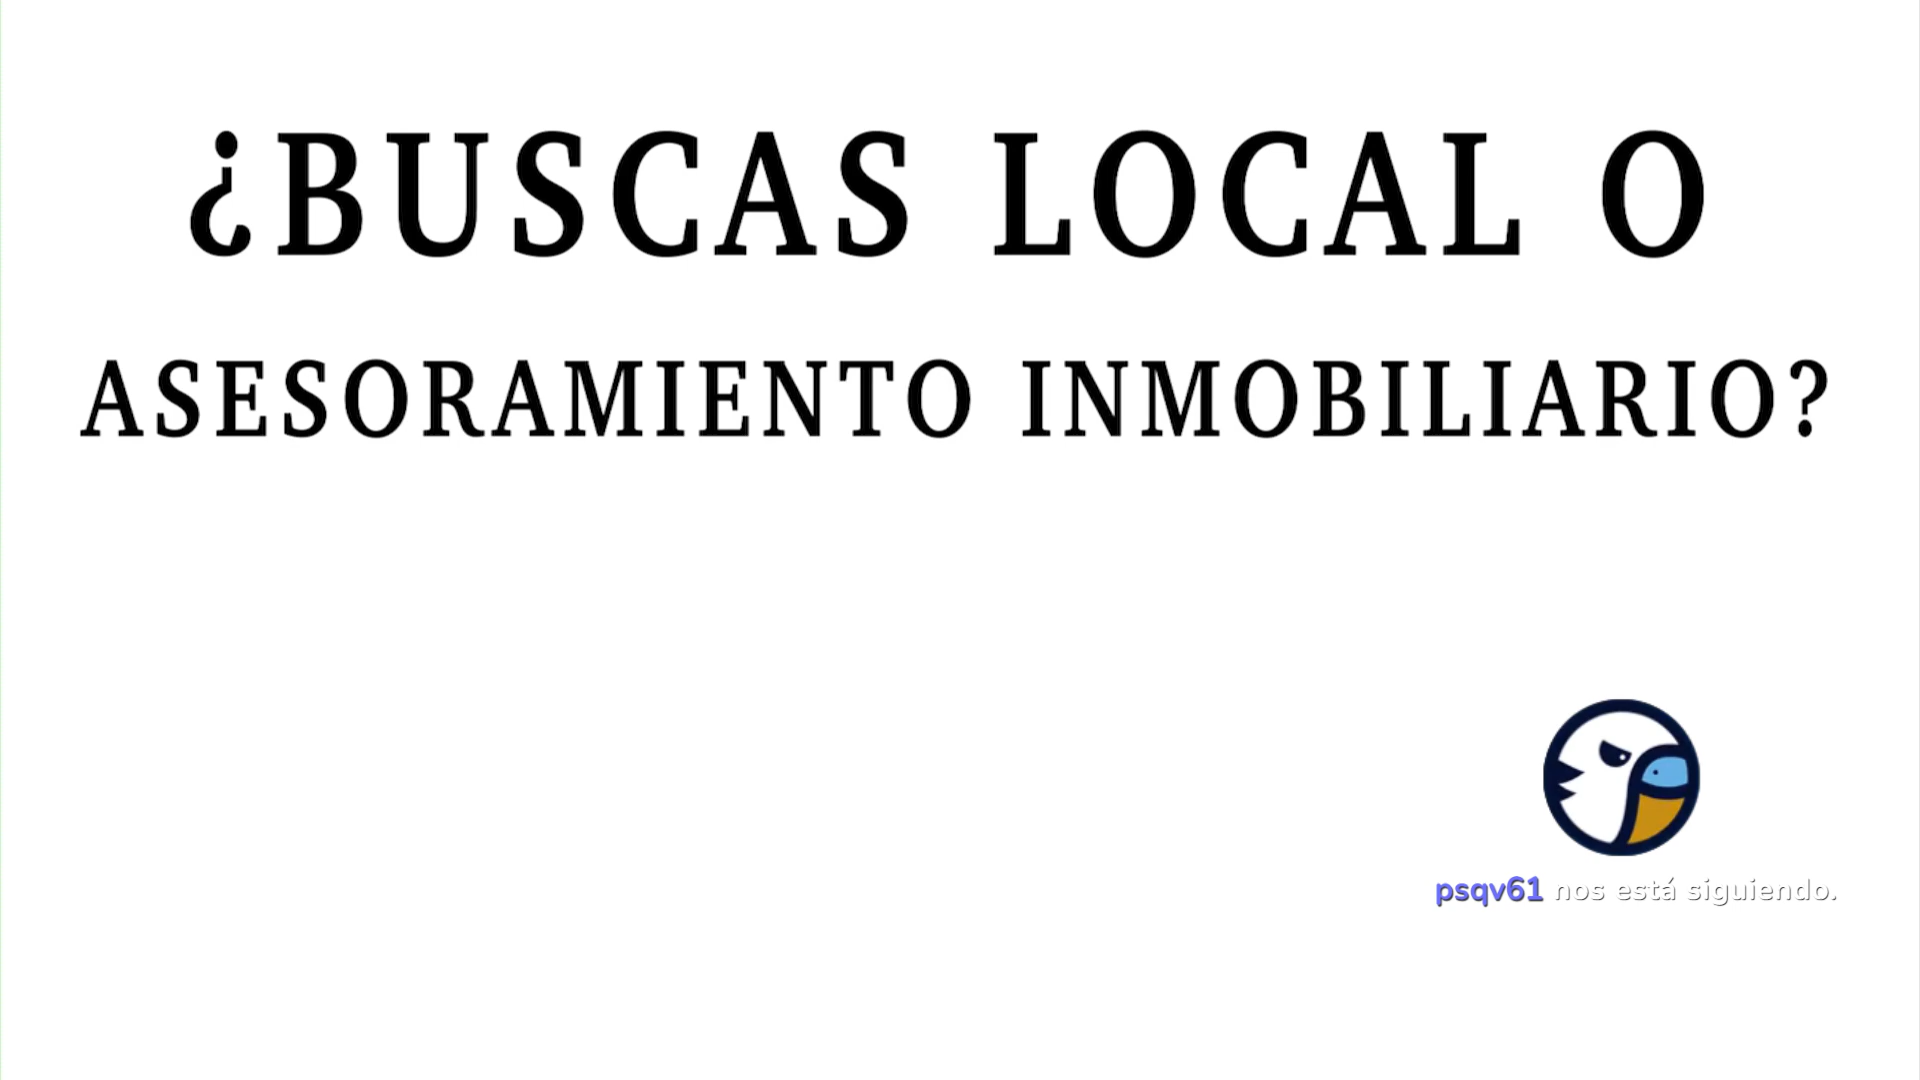 ¿BUSCAS LOCAL O
ASESORAMIENTO INMOBILIARIO?
psqv61 nos está siguiendo.